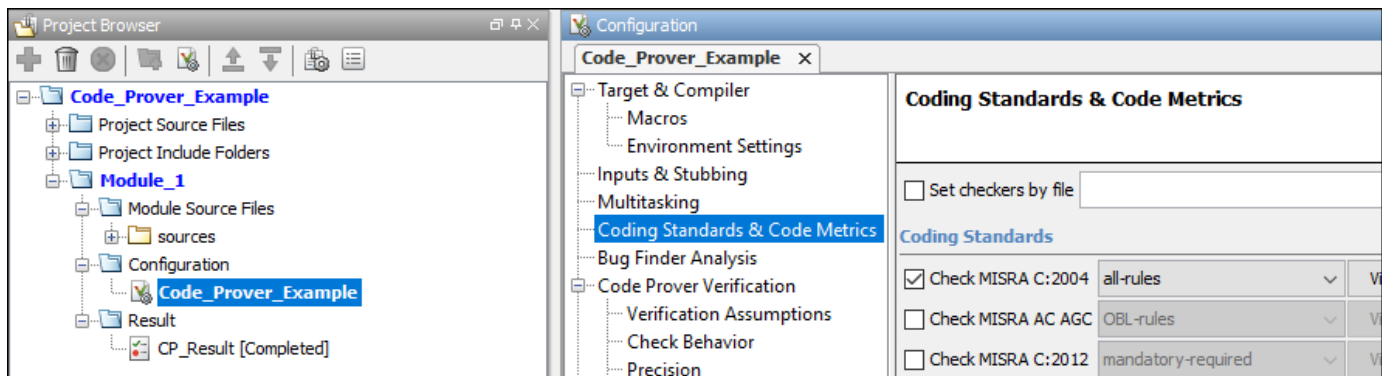 Project Browser
Code_Prover_Example
Project Source Files
Project Include Folders
Module_1
Module Source Files
sources
Configuration
Code_Prover_Example
Result
CP_Result [Completed]
Configuration
Code_Prover_Example
Target & Compiler
Macros
Environment Settings
Inputs & Stubbing
Multitasking
Coding Standards & Code Metrics
Bug Finder Analysis
Code Prover Verification
Verification Assumptions
Check Behavior
Precision
Coding Standards & Code Metrics
Set checkers by file
Coding Standards
Check MISRA C:2004 all-rules Vi
Check MISRA AC AGC OBL-rules Vi
Check MISRA C:2012 mandatory-required Vi